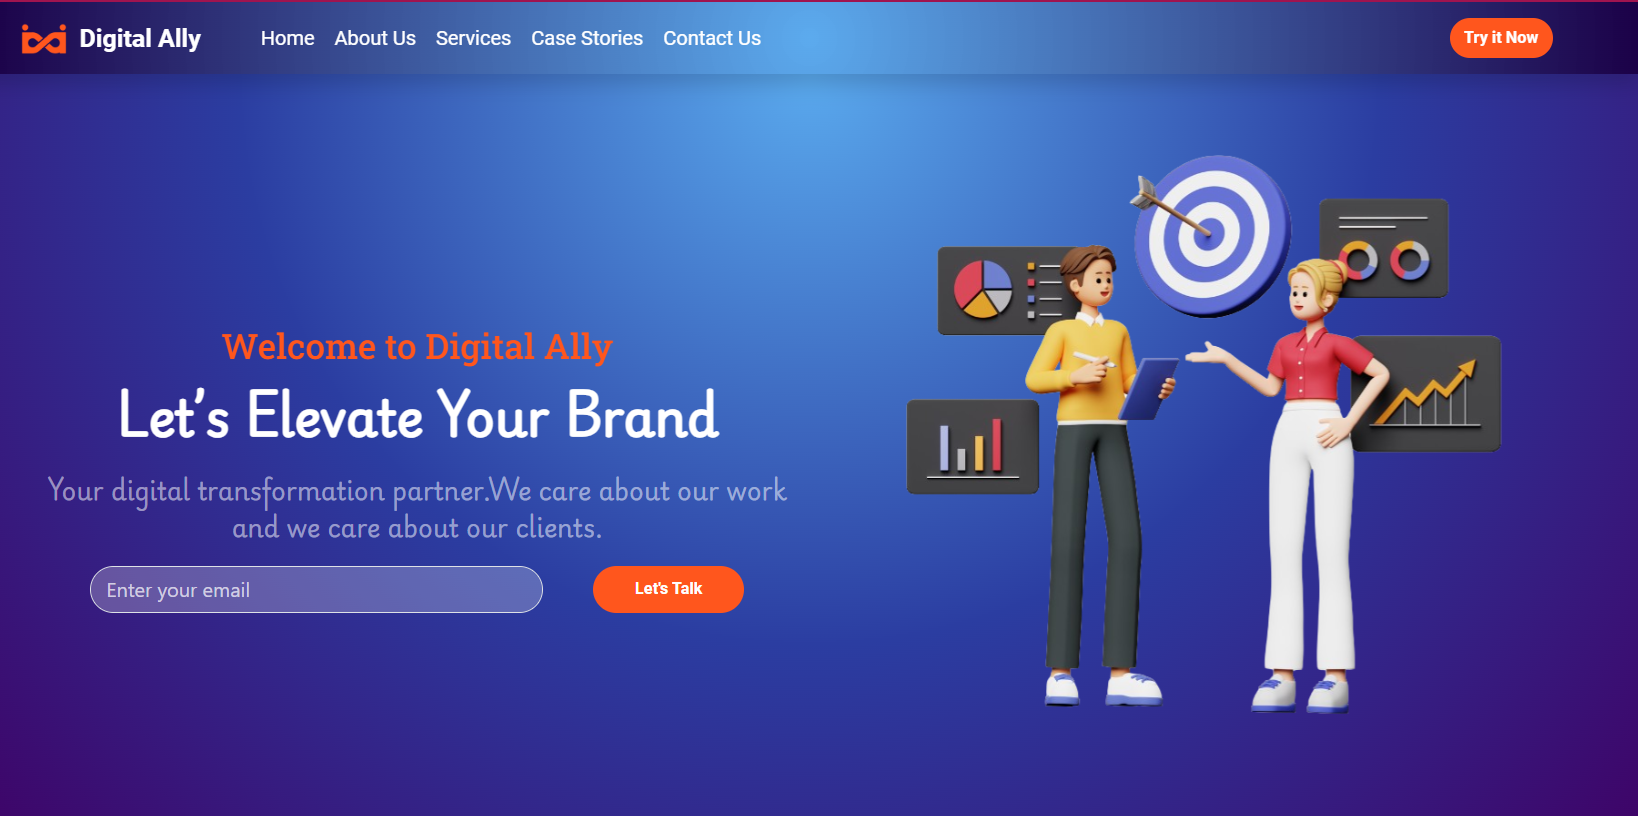 Digital Ally
Home
About Us
Services
Case Stories
Contact Us
Try it Now
Welcome to Digital Ally
Let's Elevate Your Brand
Your digital transformation partner.We care about our work
and we care about our clients.
Enter your email
Let's Talk